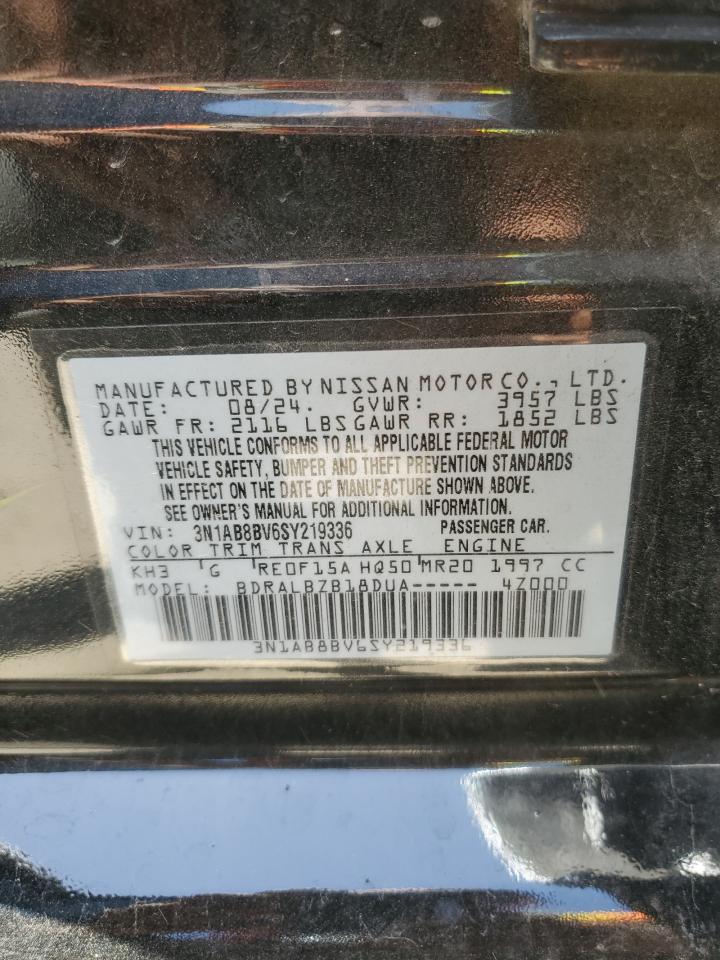 MANUFACTURED BY NISSAN MOTOR CO., LTD.
DATE: 08/24. GVWR: 3957 LBS
GAWR FR: 2116 LBS GAWR RR: 1852 LBS
THIS VEHICLE CONFORMS TO ALL APPLICABLE FEDERAL MOTOR
VEHICLE SAFETY, BUMPER AND THEFT PREVENTION STANDARDS
IN EFFECT ON THE DATE OF MANUFACTURE SHOWN ABOVE.
SEE OWNER'S MANUAL FOR ADDITIONAL INFORMATION.
VIN: 3N1AB8BV6SY219336 PASSENGER CAR.
COLOR TRIM TRANS AXLE ENGINE
KH3 G RE0F15A HQ50 MR20 1997 CC
MODEL: BDRALBZB18DUA----- 4Z000
3N1AB8BV6SY219336